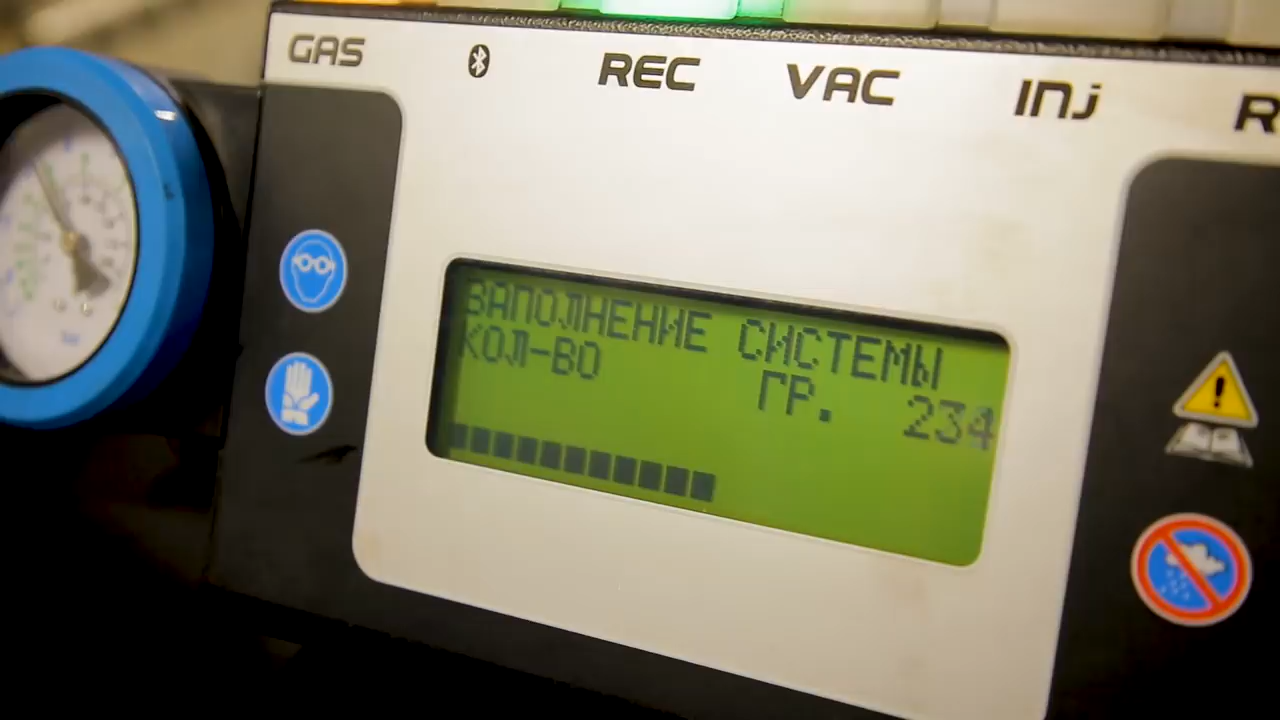 GAS REC VAC INJ
ЗАПОЛНЕНИЕ СИСТЕМЫ
КОЛ-ВО ГР. 234